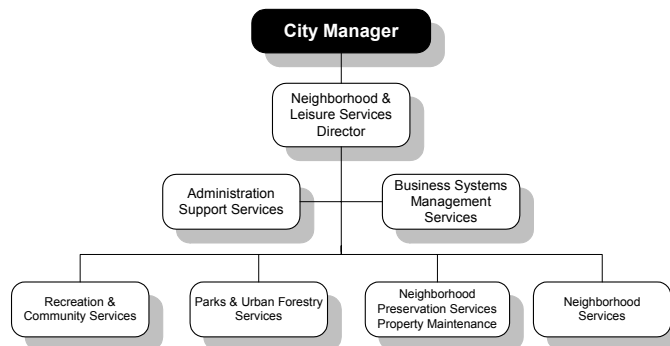 City Manager
Neighborhood &
Leisure Services
Director
Administration
Support Services
Business Systems
Management
Services
Recreation &
Community Services
Parks & Urban Forestry
Services
Neighborhood
Preservation Services
Property Maintenance
Neighborhood
Services